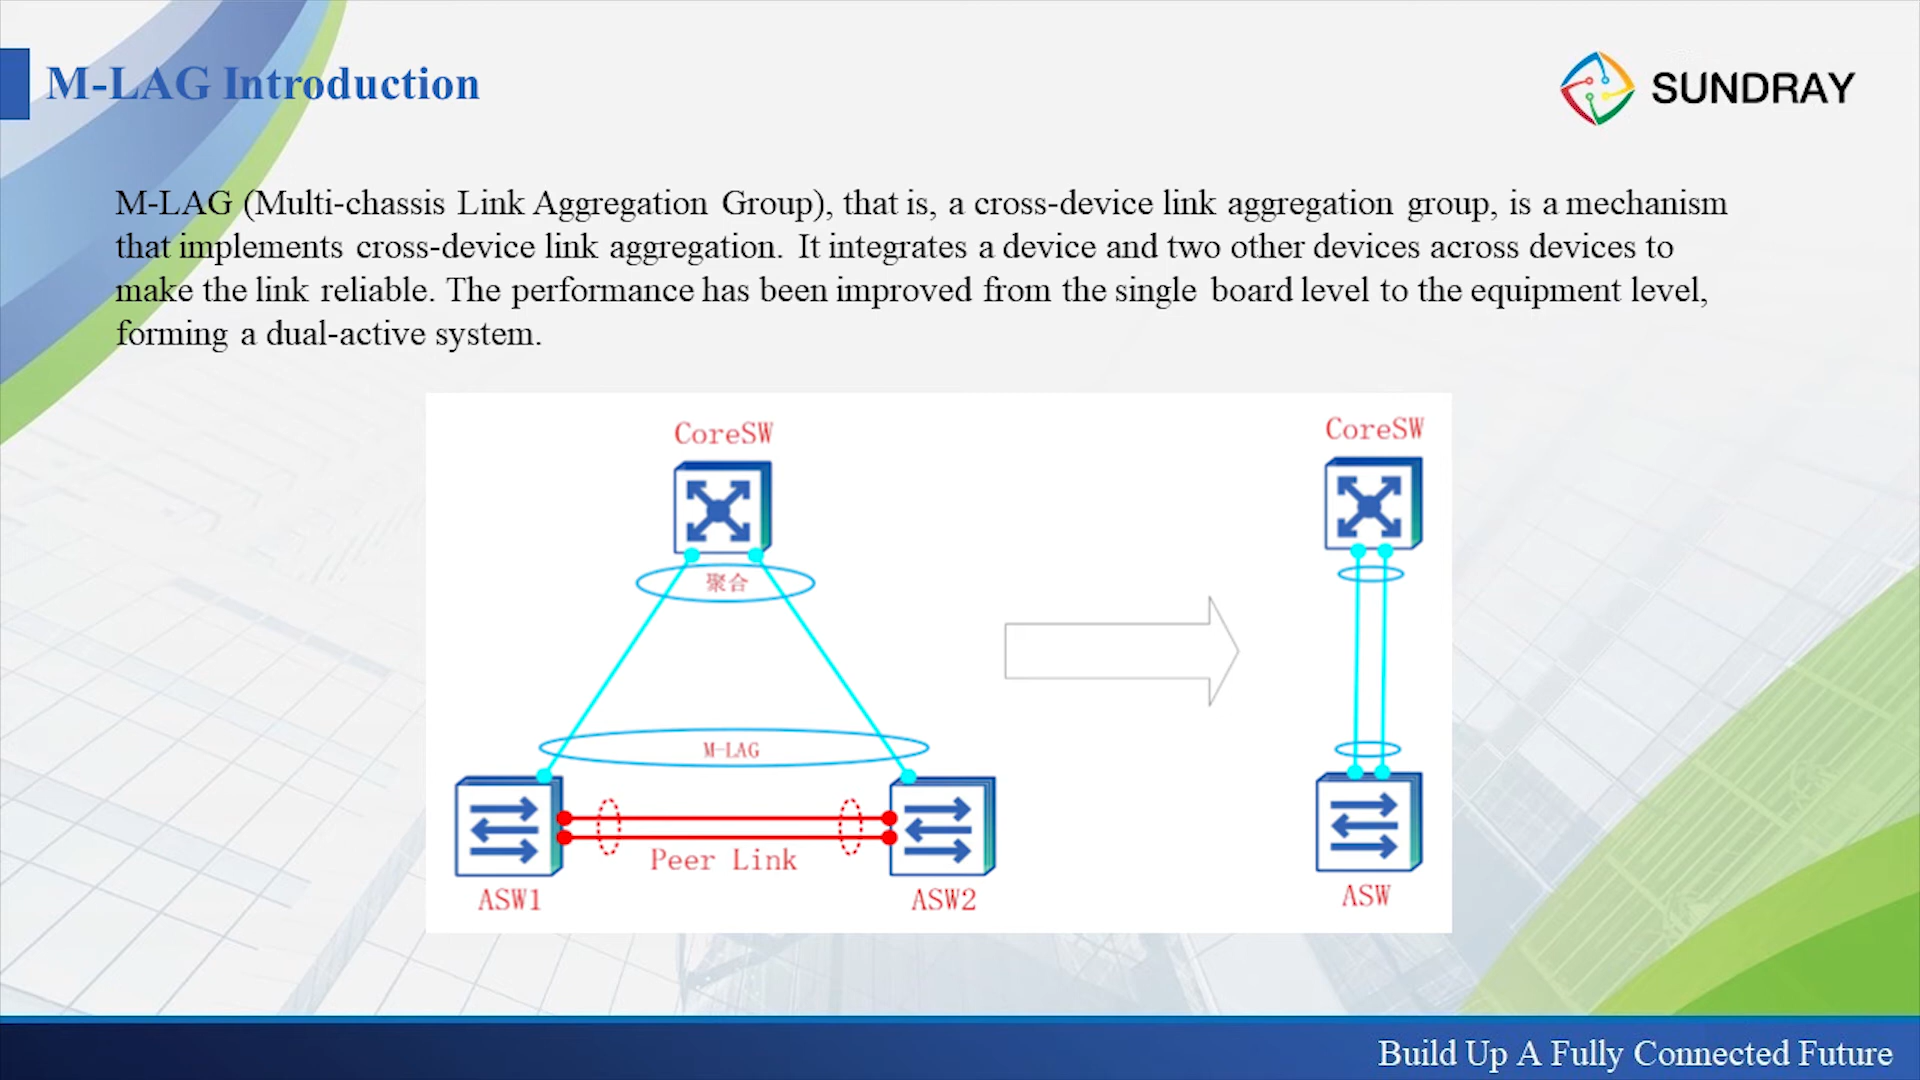 M-LAG Introduction
SUNDRAY
M-LAG (Multi-chassis Link Aggregation Group), that is, a cross-device link aggregation group, is a mechanism
that implements cross-device link aggregation. It integrates a device and two other devices across devices to
make the link reliable. The performance has been improved from the single board level to the equipment level,
forming a dual-active system.
CoreSW
聚合
M-LAG
Peer Link
ASW1
ASW2
CoreSW
ASW
Build Up A Fully Connected Future